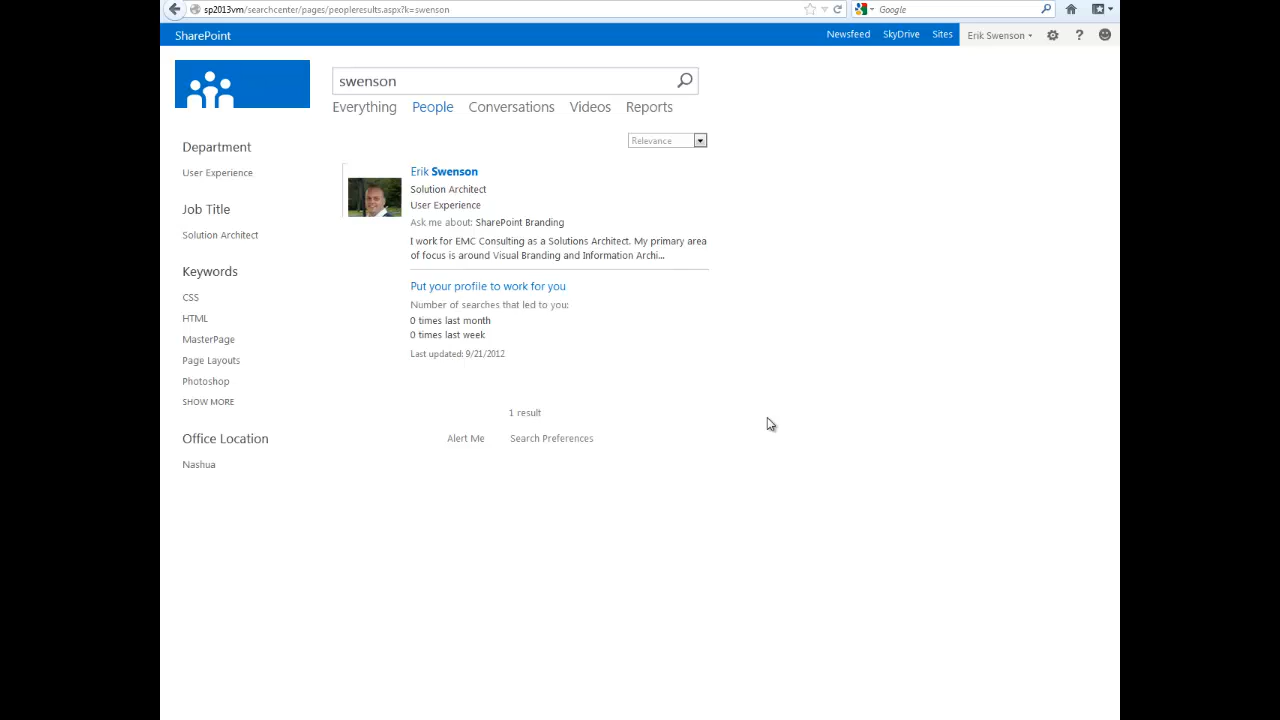 sp2013vm/searchcenter/pages/peopleresults.aspx?k=swenson
Google
SharePoint
Newsfeed SkyDrive Sites
Erik Swenson
?
swenson
Everything People Conversations Videos Reports
Relevance
Department
User Experience
Job Title
Solution Architect
Keywords
CSS
HTML
MasterPage
Page Layouts
Photoshop
SHOW MORE
Office Location
Nashua
Erik Swenson
Solution Architect
User Experience
Ask me about: SharePoint Branding
I work for EMC Consulting as a Solutions Architect. My primary area
of focus is around Visual Branding and Information Archi...
Put your profile to work for you
Number of searches that led to you:
0 times last month
0 times last week
Last updated: 9/21/2012
1 result
Alert Me Search Preferences